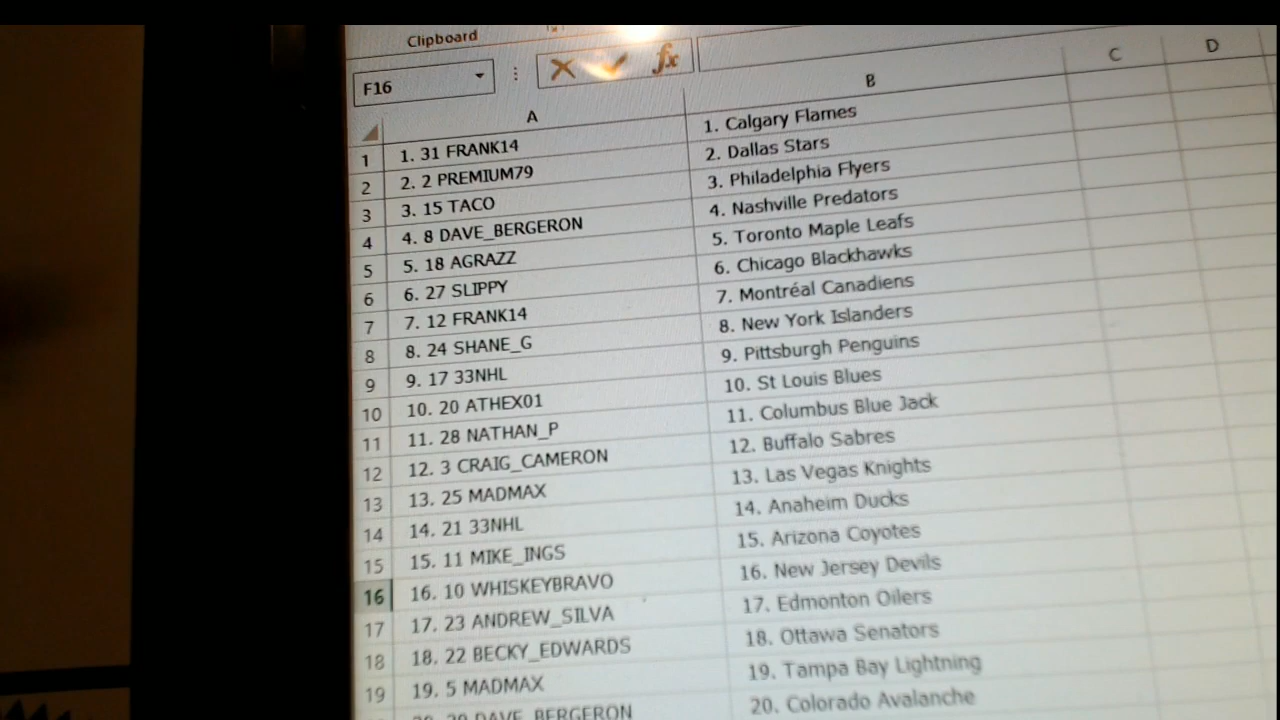 Clipboard
F16
fx
A B C D
1 1. 31 FRANK14 1. Calgary Flames
2 2. 2 PREMIUM79 2. Dallas Stars
3 3. 15 TACO 3. Philadelphia Flyers
4 4. 8 DAVE_BERGERON 4. Nashville Predators
5 5. 18 AGRAZZ 5. Toronto Maple Leafs
6 6. 27 SLIPPY 6. Chicago Blackhawks
7 7. 12 FRANK14 7. Montréal Canadiens
8 8. 24 SHANE_G 8. New York Islanders
9 9. 17 33NHL 9. Pittsburgh Penguins
10 10. 20 ATHEX01 10. St Louis Blues
11 11. 28 NATHAN_P 11. Columbus Blue Jack
12 12. 3 CRAIG_CAMERON 12. Buffalo Sabres
13 13. 25 MADMAX 13. Las Vegas Knights
14 14. 21 33NHL 14. Anaheim Ducks
15 15. 11 MIKE_INGS 15. Arizona Coyotes
16 16. 10 WHISKEYBRAVO 16. New Jersey Devils
17 17. 23 ANDREW_SILVA 17. Edmonton Oilers
18 18. 22 BECKY_EDWARDS 18. Ottawa Senators
19 19. 5 MADMAX 19. Tampa Bay Lightning
DAVE_BERGERON 20. Colorado Avalanche